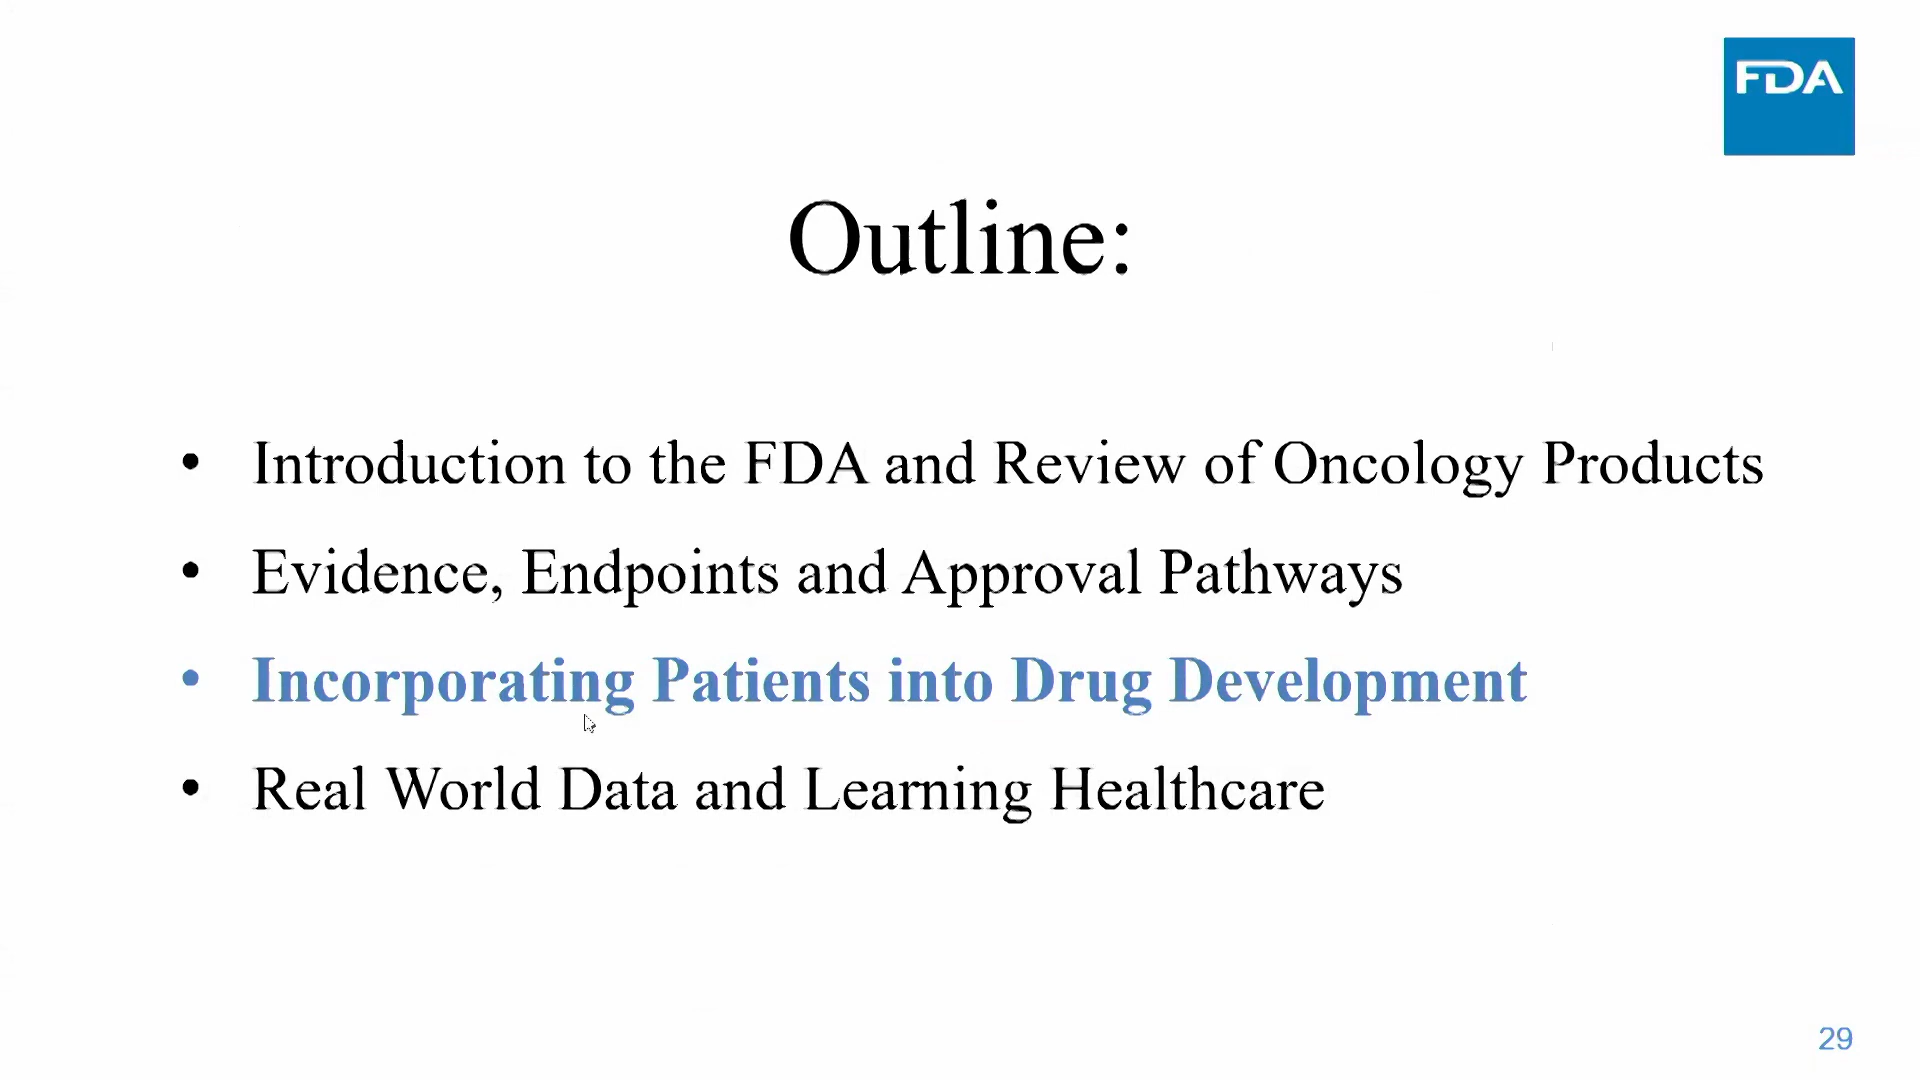 FDA
Outline:
• Introduction to the FDA and Review of Oncology Products
• Evidence, Endpoints and Approval Pathways
• Incorporating Patients into Drug Development
• Real World Data and Learning Healthcare
29